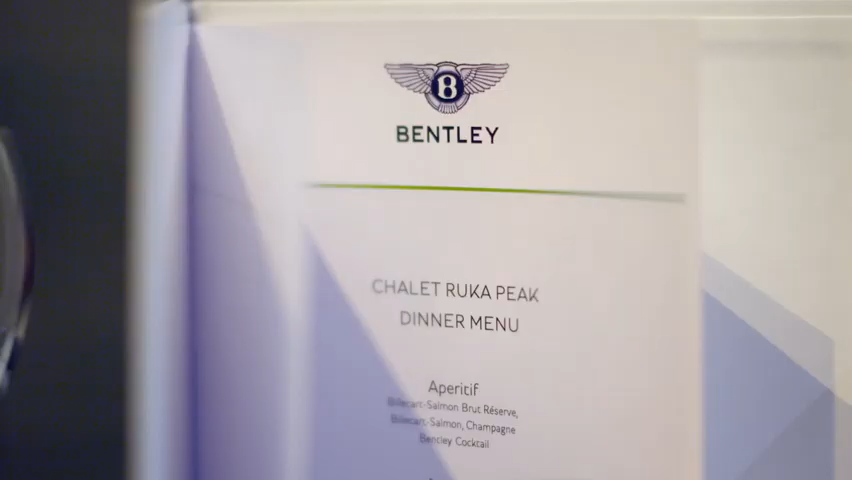 B
BENTLEY
CHALET RUKA PEAK
DINNER MENU
Aperitif
Billecart-Salmon Brut Réserve,
Billecart-Salmon, Champagne
Bentley Cocktail